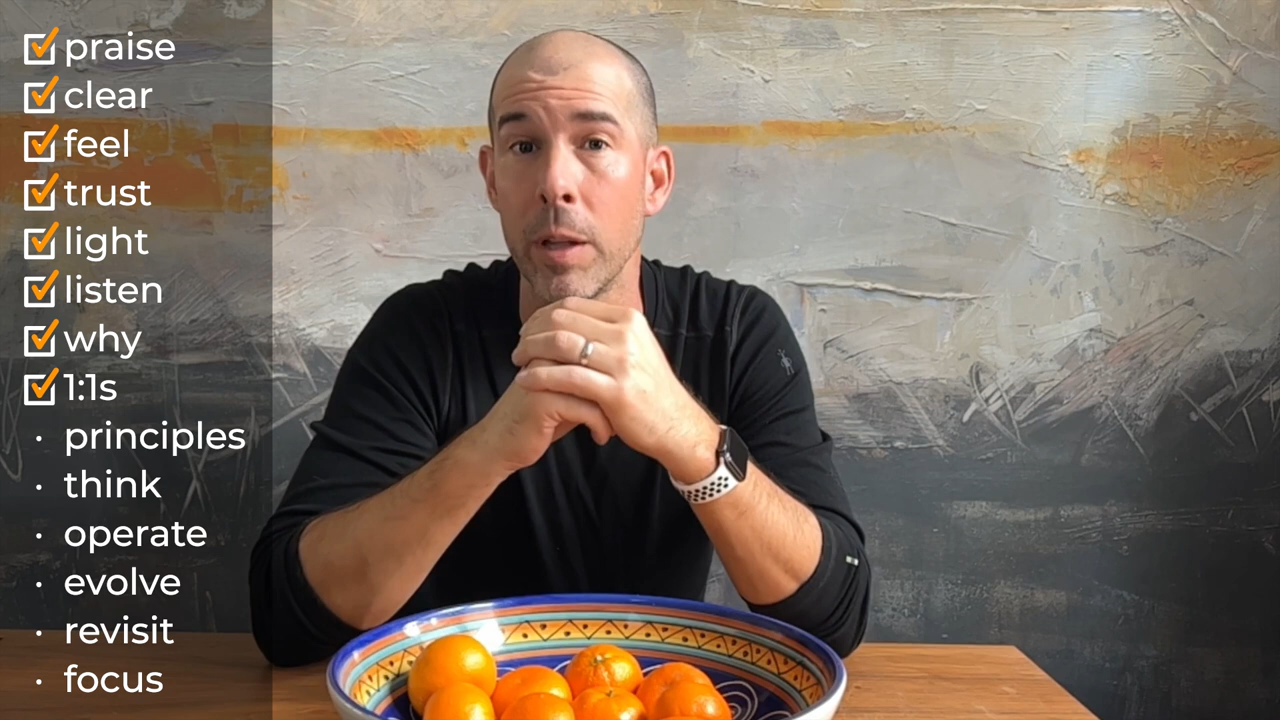 praise
clear
feel
trust
light
listen
why
1:1s
principles
think
operate
evolve
revisit
focus